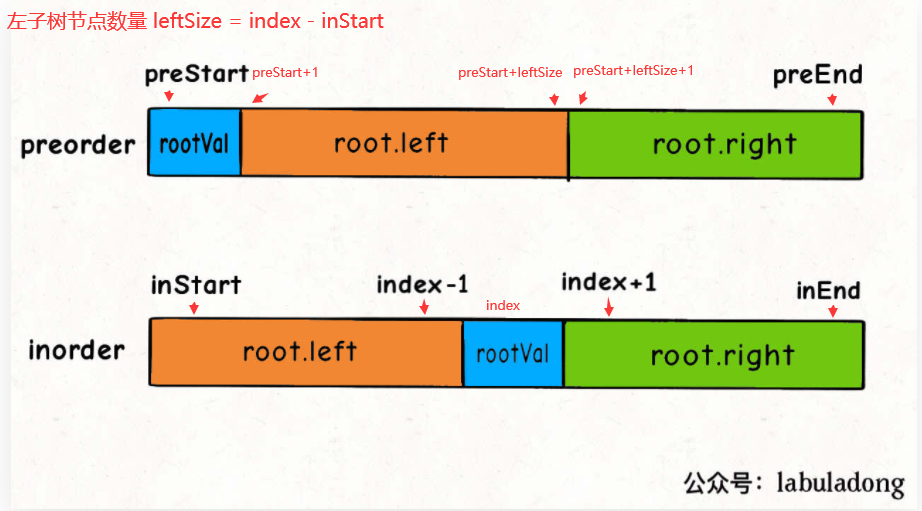 左子树节点数量 leftSize = index - inStart
preStart preStart+1 preStart+leftSize preStart+leftSize+1 preEnd
preorder rootVal root.left root.right
inStart index-1 index index+1 inEnd
inorder root.left rootVal root.right
公众号：labuladong